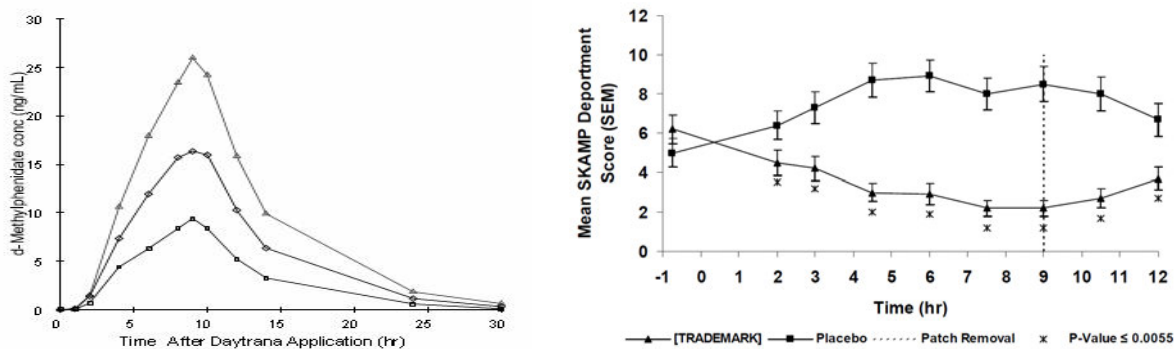 30
25
20
15
10
5
0
d-Methylphenidate conc (ng/mL)
0 5 10 15 20 25 30
Time After Daytrana Application (hr)
12
10
8
6
4
2
0
Mean SKAMP Deportment
Score (SEM)
-1 0 1 2 3 4 5 6 7 8 9 10 11 12
Time (hr)
[TRADEMARK] Placebo Patch Removal P-Value ≤ 0.0055